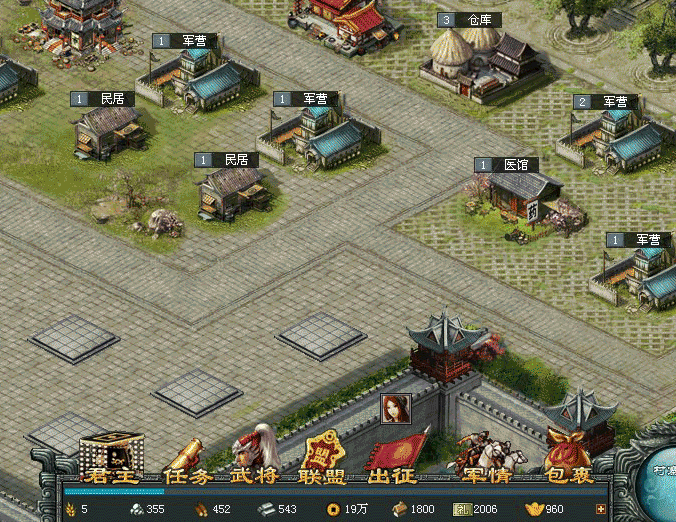 3 仓库
1 军营
1 民居
1 军营
2 军营
1 民居
1 医馆
1 军营
君主 任务 武将 联盟 出征 军情 包裹
5 355 452 543 19万 1800 2006 960